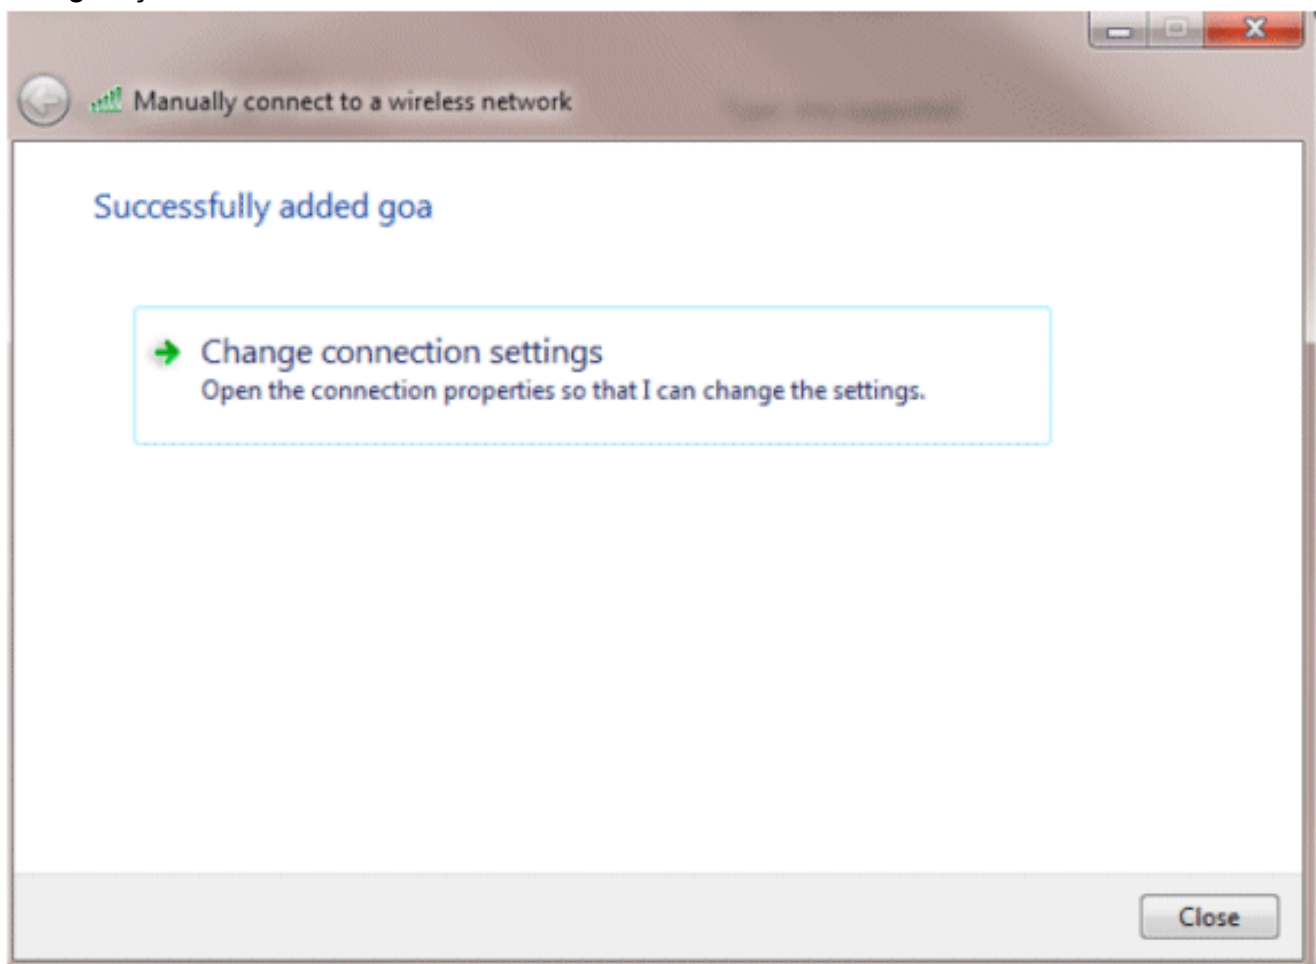 Manually connect to a wireless network
Successfully added goa
Change connection settings
Open the connection properties so that I can change the settings.
Close